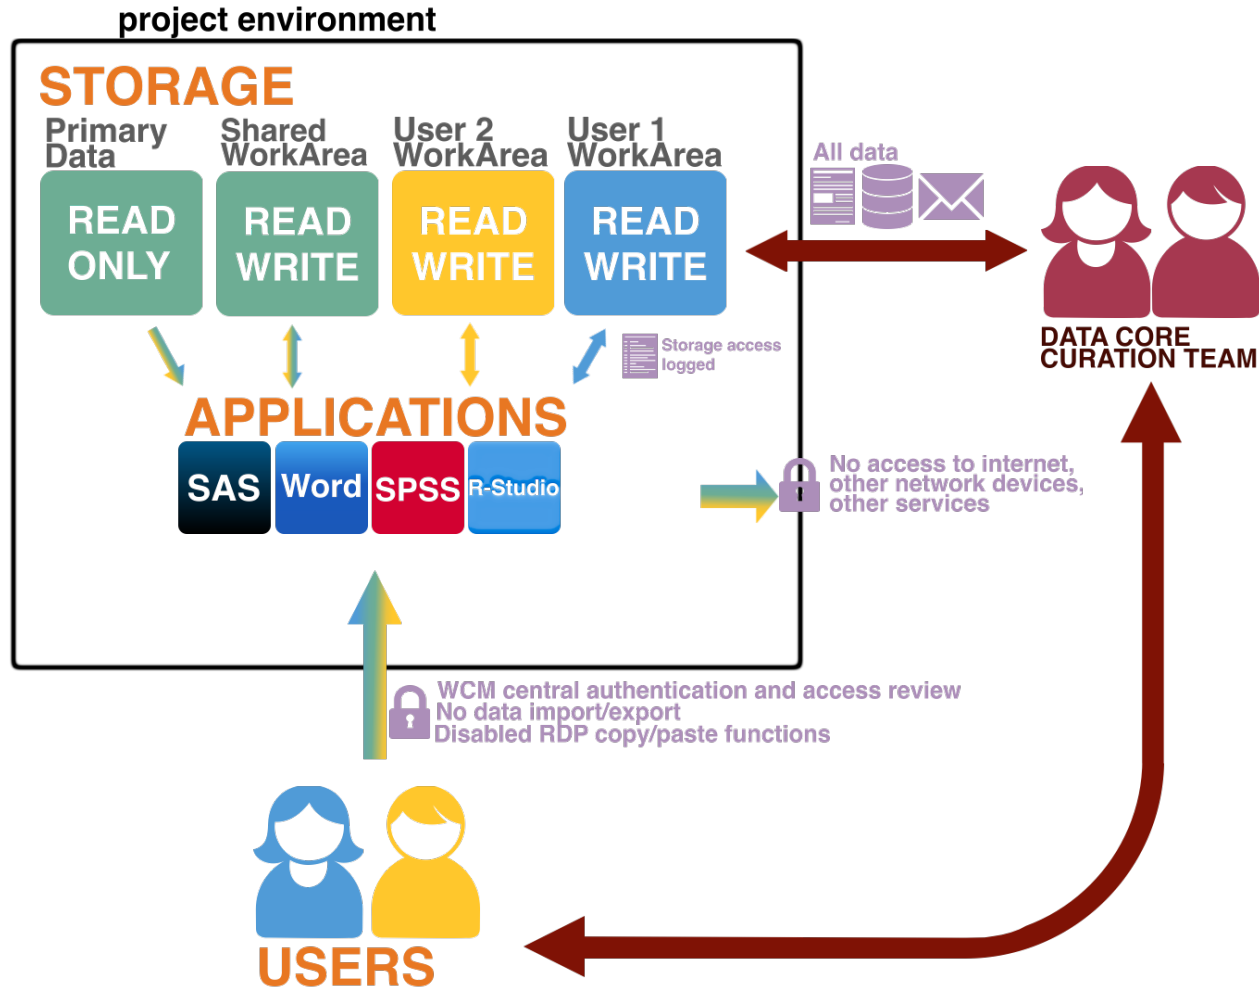 project environment
STORAGE
Primary
Data
Shared
WorkArea
User 2
WorkArea
User 1
WorkArea
READ
ONLY
READ
WRITE
READ
WRITE
READ
WRITE
All data
DATA CORE
CURATION TEAM
Storage access
logged
APPLICATIONS
SAS
Word
SPSS
R-Studio
No access to internet,
other network devices,
other services
WCM central authentication and access review
No data import/export
Disabled RDP copy/paste functions
USERS